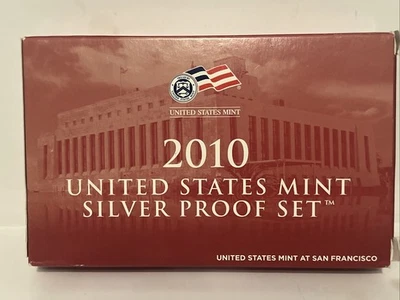 UNITED STATES MINT
2010
UNITED STATES MINT
SILVER PROOF SET™
UNITED STATES MINT AT SAN FRANCISCO